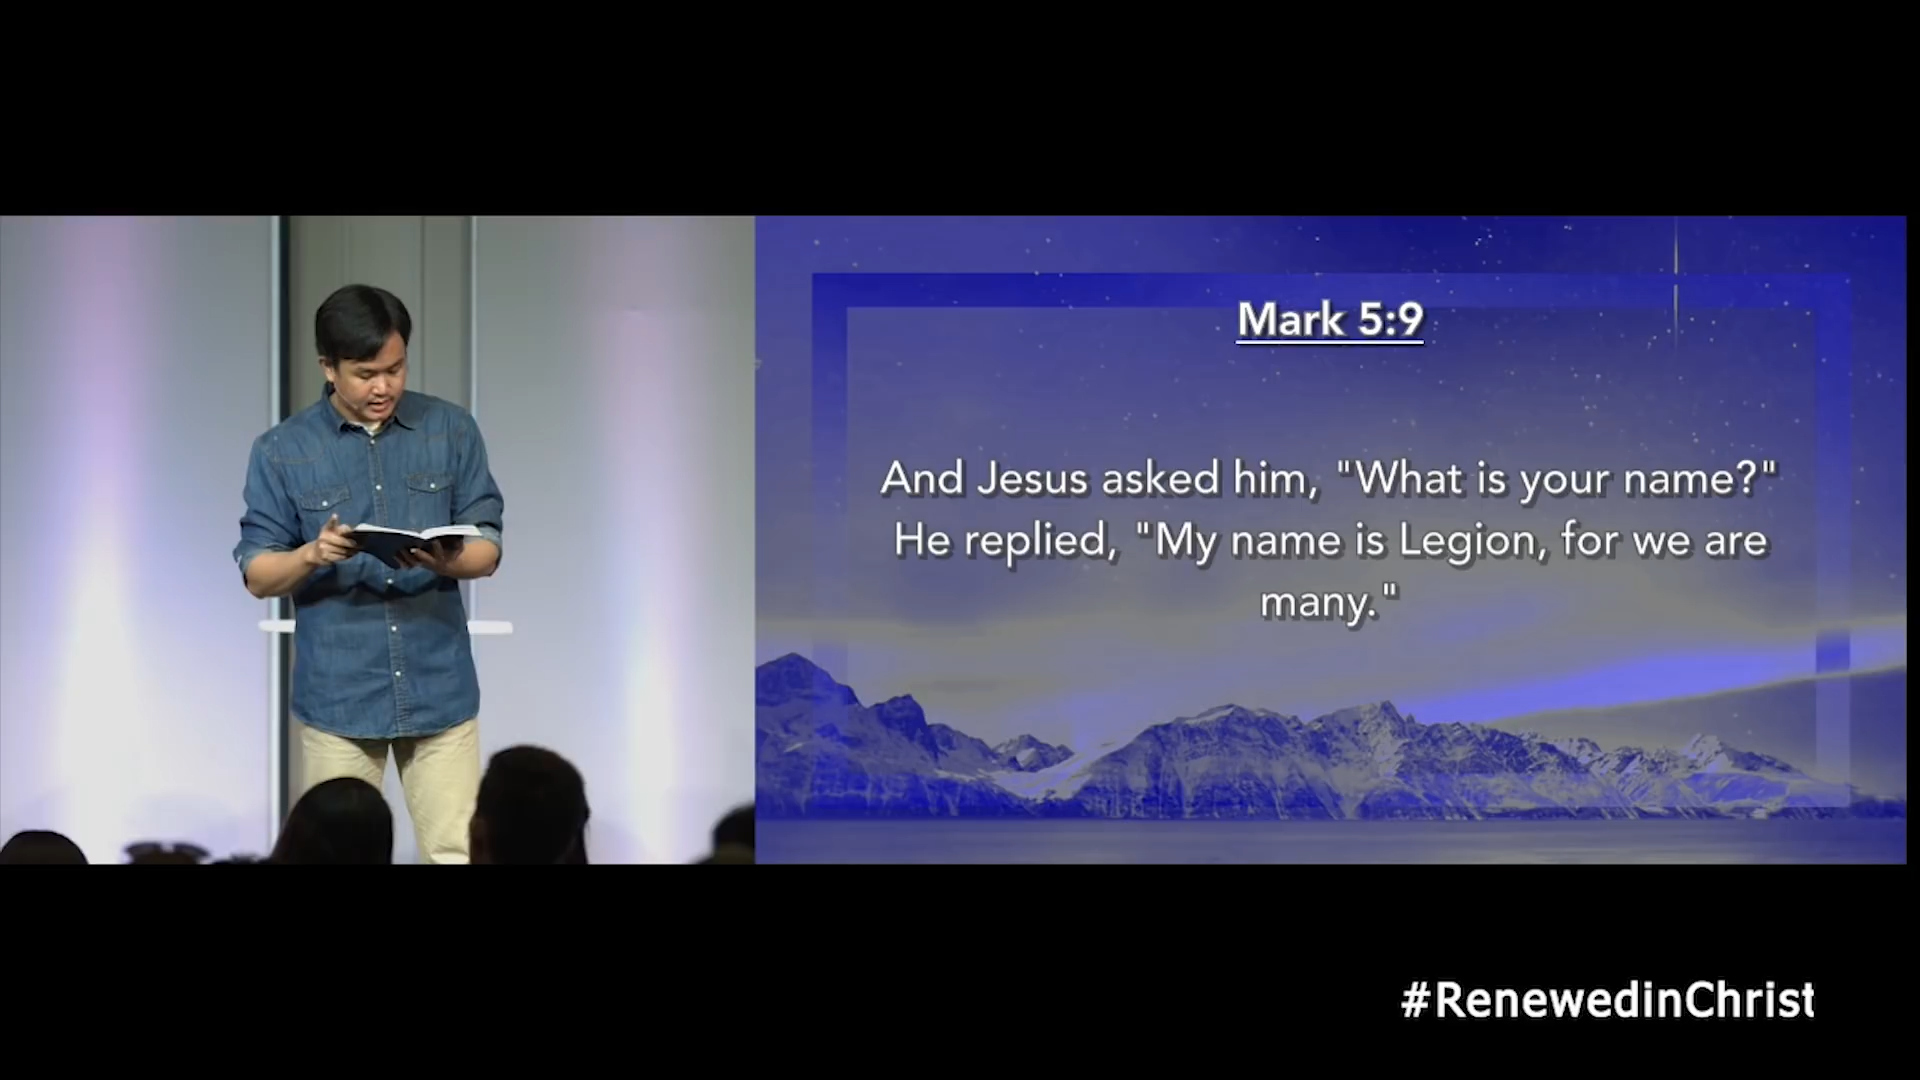 Mark 5:9
And Jesus asked him, "What is your name?"
He replied, "My name is Legion, for we are
many."
#RenewedinChrist